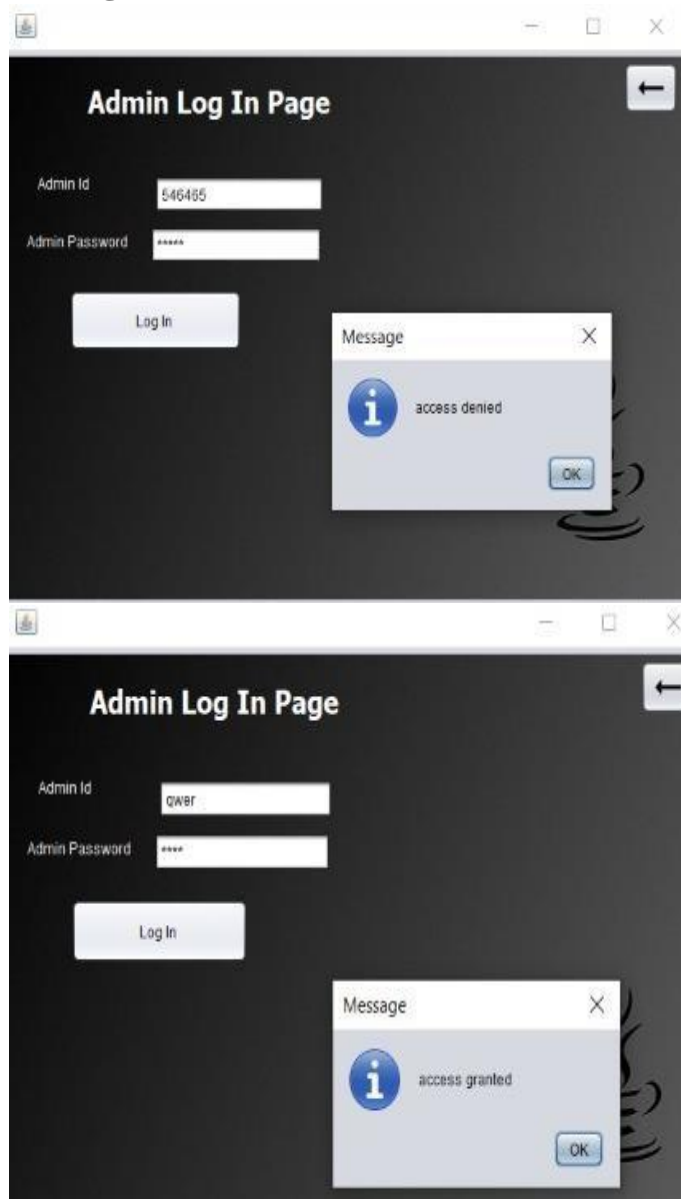 Admin Log In Page
Admin Id
546465
Admin Password
*****
Log In
Message
access denied
OK
Admin Log In Page
Admin Id
qwer
Admin Password
****
Log In
Message
access granted
OK